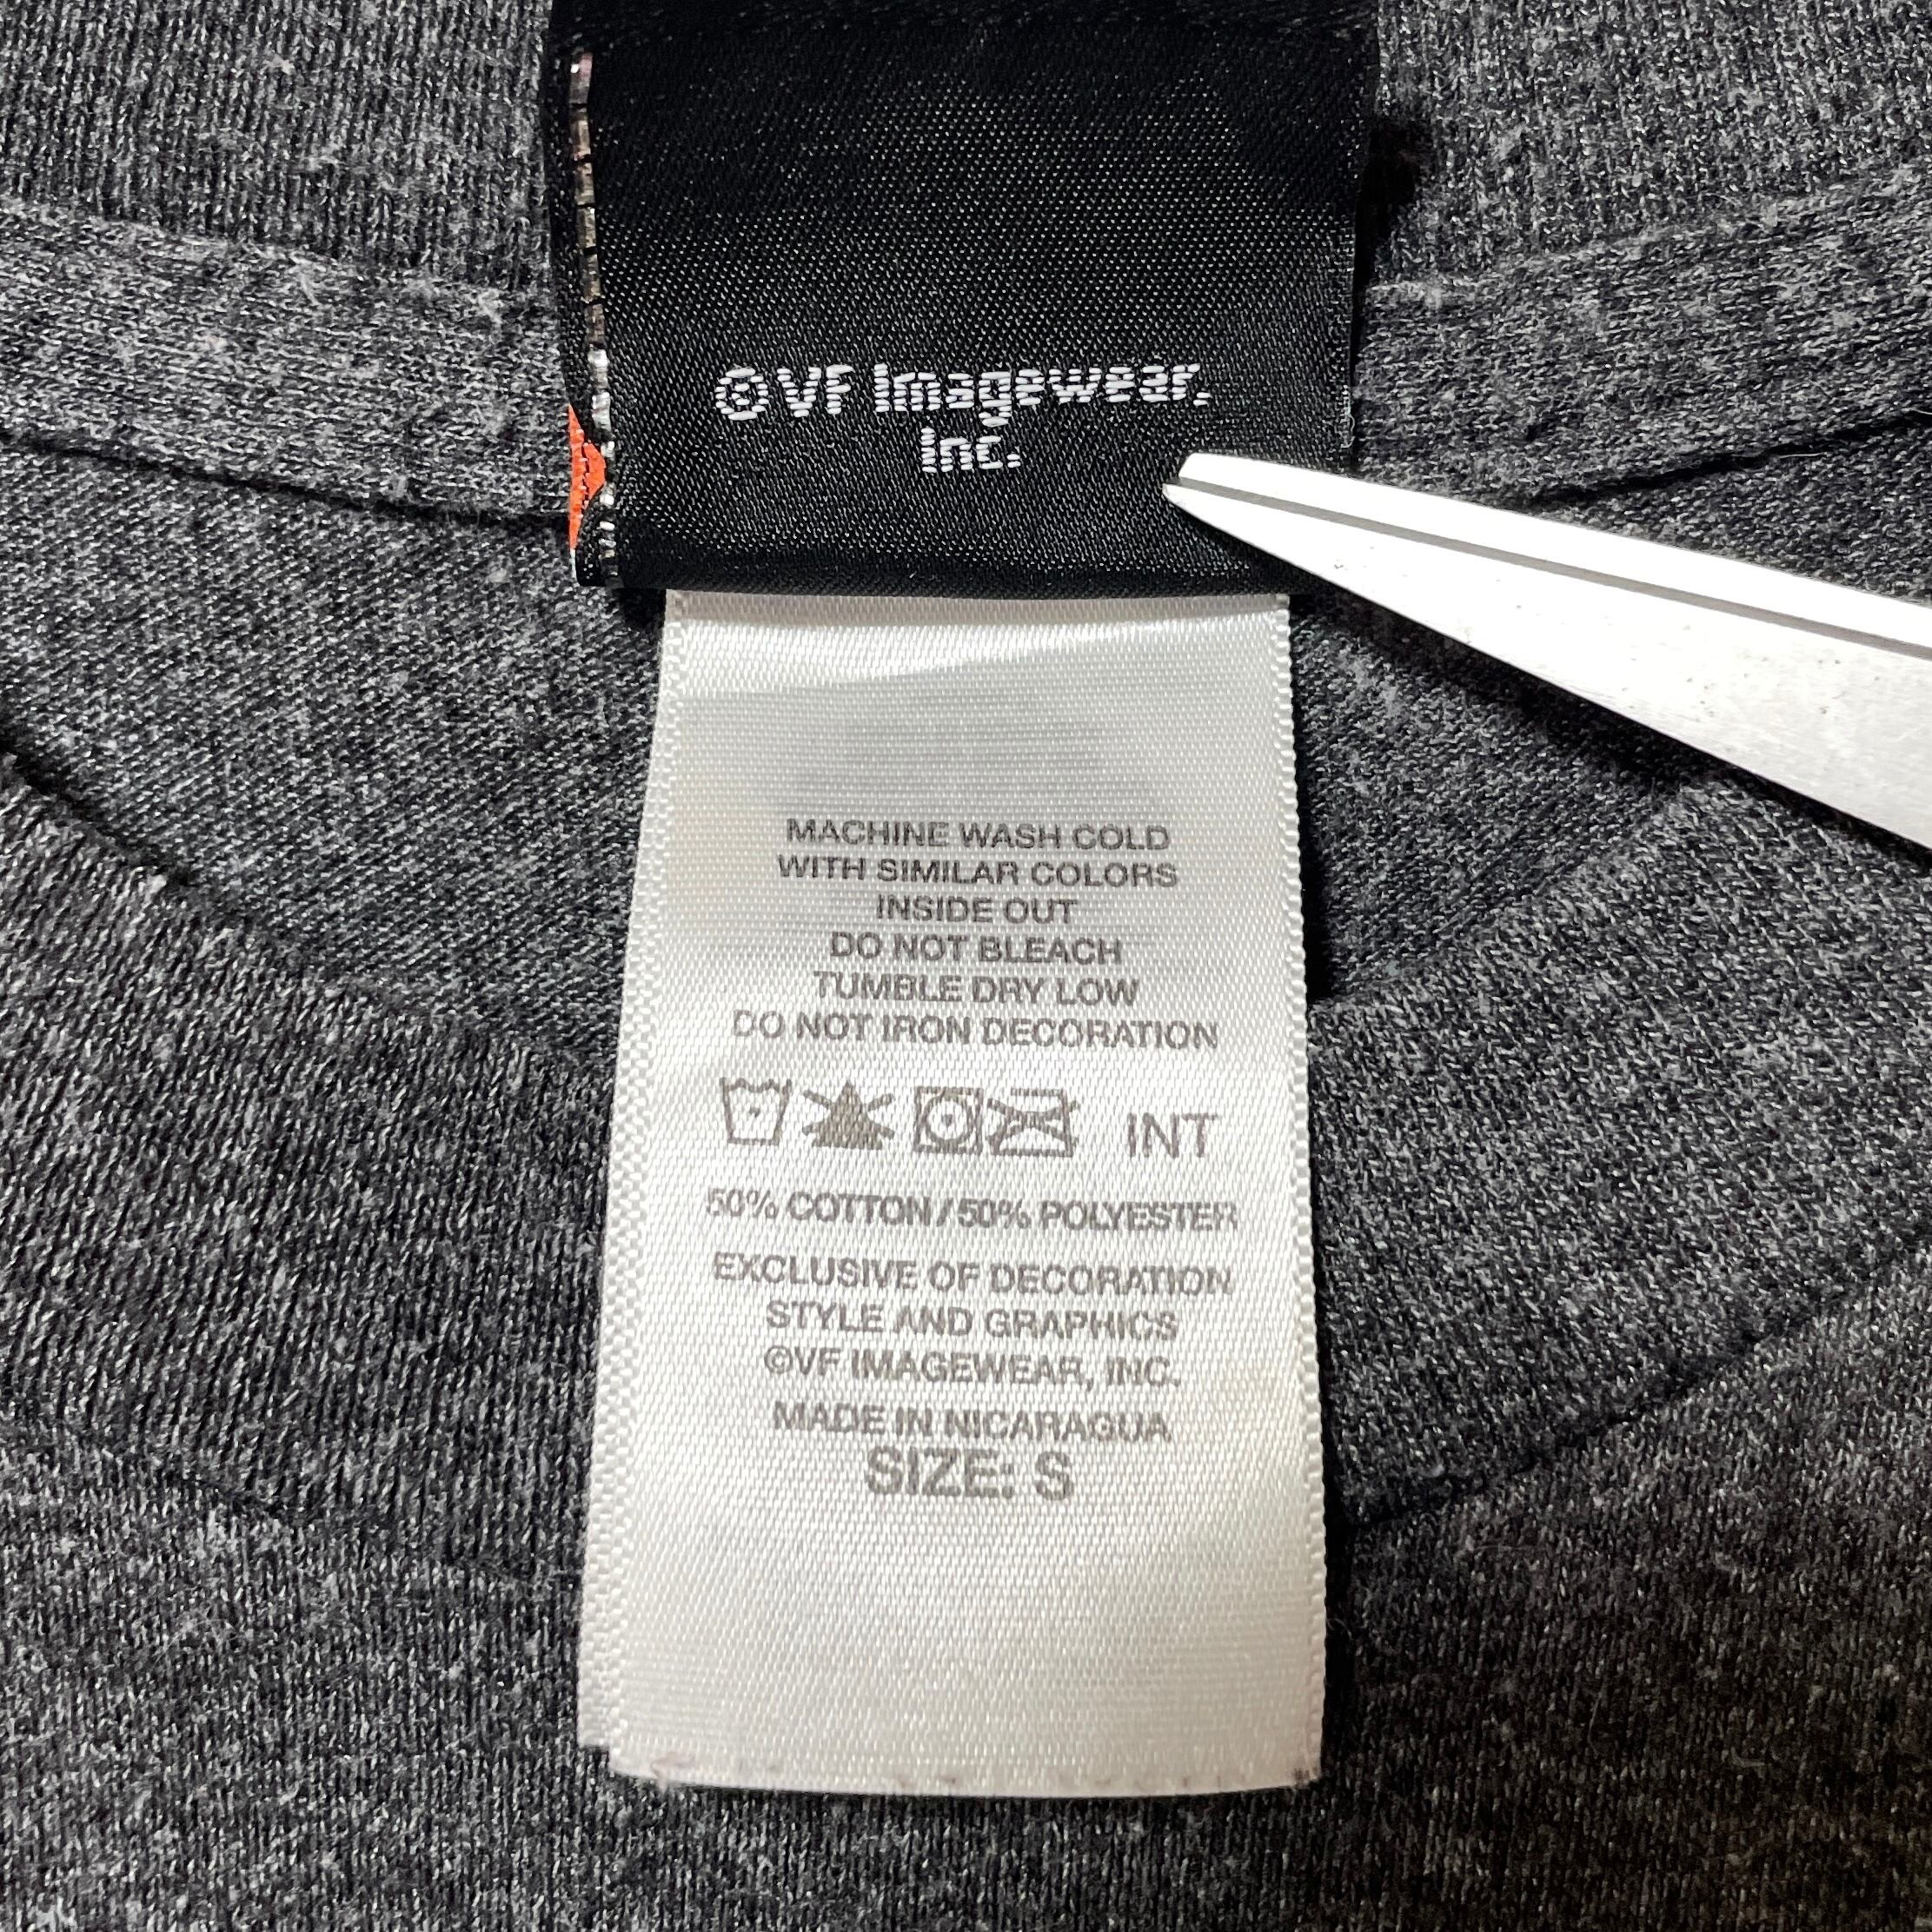 ©VF Imagewear,
Inc.
MACHINE WASH COLD
WITH SIMILAR COLORS
INSIDE OUT
DO NOT BLEACH
TUMBLE DRY LOW
DO NOT IRON DECORATION
INT
50% COTTON/50% POLYESTER
EXCLUSIVE OF DECORATION
STYLE AND GRAPHICS
©VF IMAGEWEAR, INC.
MADE IN NICARAGUA
SIZE: S